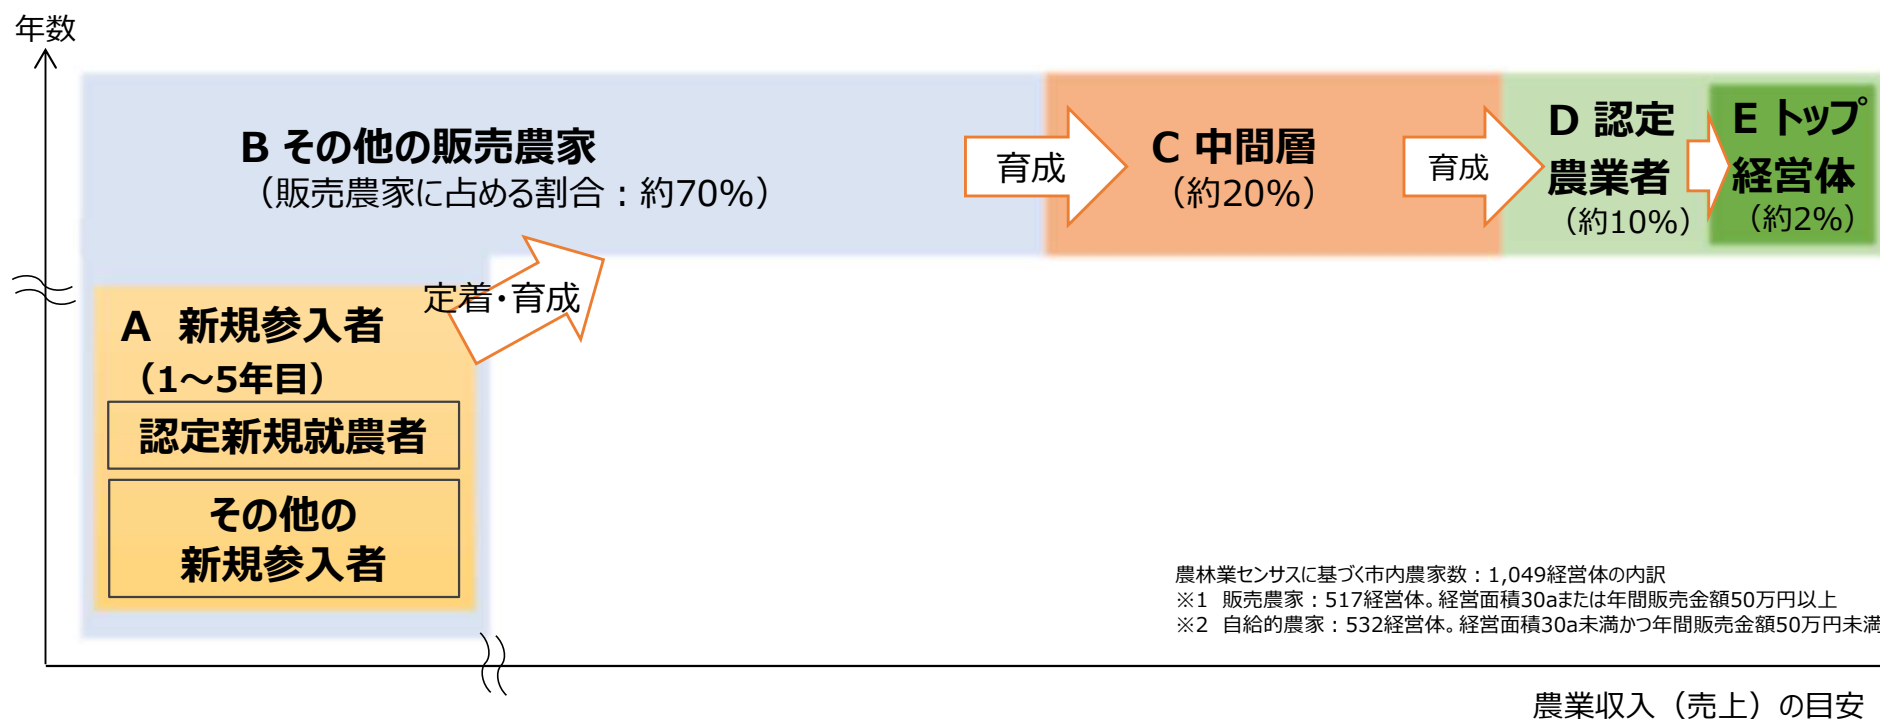 年数
B その他の販売農家
（販売農家に占める割合：約70%）
育成
C 中間層
（約20%）
育成
D 認定
農業者
（約10%）
E トップ
経営体
（約2%）
定着・育成
A 新規参入者
（1～5年目）
認定新規就農者
その他の
新規参入者
農林業センサスに基づく市内農家数：1,049経営体の内訳
※1 販売農家：517経営体。経営面積30aまたは年間販売金額50万円以上
※2 自給的農家：532経営体。経営面積30a未満かつ年間販売金額50万円未満
農業収入（売上）の目安